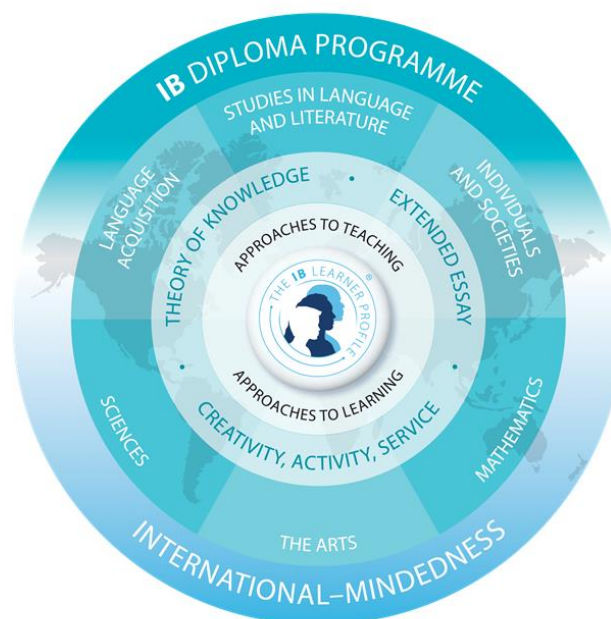 IB DIPLOMA PROGRAMME
STUDIES IN LANGUAGE
AND LITERATURE
LANGUAGE
ACQUISITION
INDIVIDUALS
AND SOCIETIES
THEORY OF KNOWLEDGE
•
EXTENDED ESSAY
•
APPROACHES TO TEACHING
THE IB LEARNER PROFILE ®
APPROACHES TO LEARNING
•
CREATIVITY, ACTIVITY, SERVICE
SCIENCES
MATHEMATICS
THE ARTS
INTERNATIONAL–MINDEDNESS